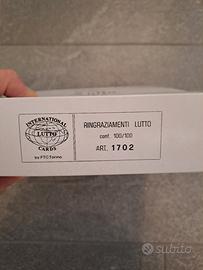 INTERNATIONAL
LUTTO
CARDS
by PTC Torino
RINGRAZIAMENTI LUTTO
conf. 100/100
ART. 1702
subito